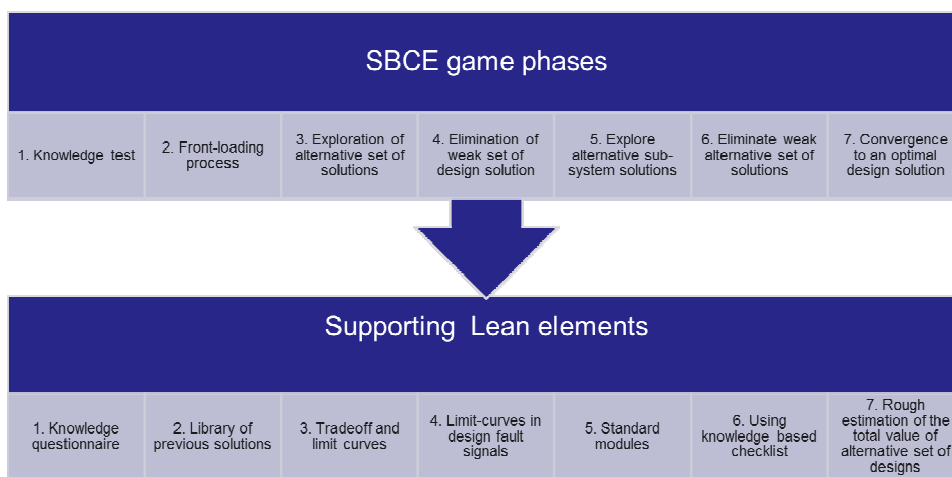 SBCE game phases
1. Knowledge test
2. Front-loading
process
3. Exploration of
alternative set of
solutions
4. Elimination of
weak set of
design solution
5. Explore
alternative sub-
system solutions
6. Eliminate weak
alternative set of
solutions
7. Convergence
to an optimal
design solution
Supporting Lean elements
1. Knowledge
questionnaire
2. Library of
previous solutions
3. Tradeoff and
limit curves
4. Limit-curves in
design fault
signals
5. Standard
modules
6. Using
knowledge based
checklist
7. Rough
estimation of the
total value of
alternative set of
designs